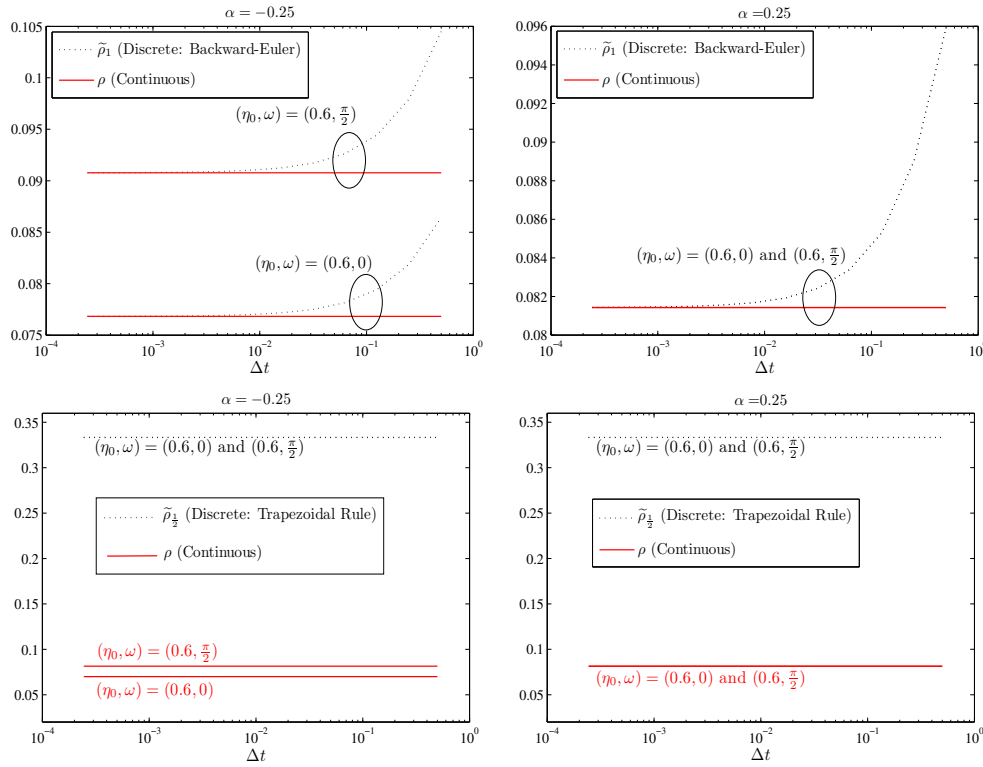 α = −0.25
0.105
0.1
0.095
0.09
0.085
0.08
0.075
ρ̃₁ (Discrete: Backward-Euler)
ρ (Continuous)
(η₀, ω) = (0.6, π/2)
(η₀, ω) = (0.6, 0)
10⁻⁴ 10⁻³ 10⁻² 10⁻¹ 10⁰
Δt
α =0.25
0.096
0.094
0.092
0.09
0.088
0.086
0.084
0.082
0.08
ρ̃₁ (Discrete: Backward-Euler)
ρ (Continuous)
(η₀, ω) = (0.6, 0) and (0.6, π/2)
10⁻⁴ 10⁻³ 10⁻² 10⁻¹ 10⁰
Δt
α = −0.25
0.35
0.3
0.25
0.2
0.15
0.1
0.05
(η₀, ω) = (0.6, 0) and (0.6, π/2)
ρ̃_{1/2} (Discrete: Trapezoidal Rule)
ρ (Continuous)
(η₀, ω) = (0.6, π/2)
(η₀, ω) = (0.6, 0)
10⁻⁴ 10⁻³ 10⁻² 10⁻¹ 10⁰
Δt
α =0.25
0.35
0.3
0.25
0.2
0.15
0.1
0.05
(η₀, ω) = (0.6, 0) and (0.6, π/2)
ρ̃_{1/2} (Discrete: Trapezoidal Rule)
ρ (Continuous)
(η₀, ω) = (0.6, 0) and (0.6, π/2)
10⁻⁴ 10⁻³ 10⁻² 10⁻¹ 10⁰
Δt